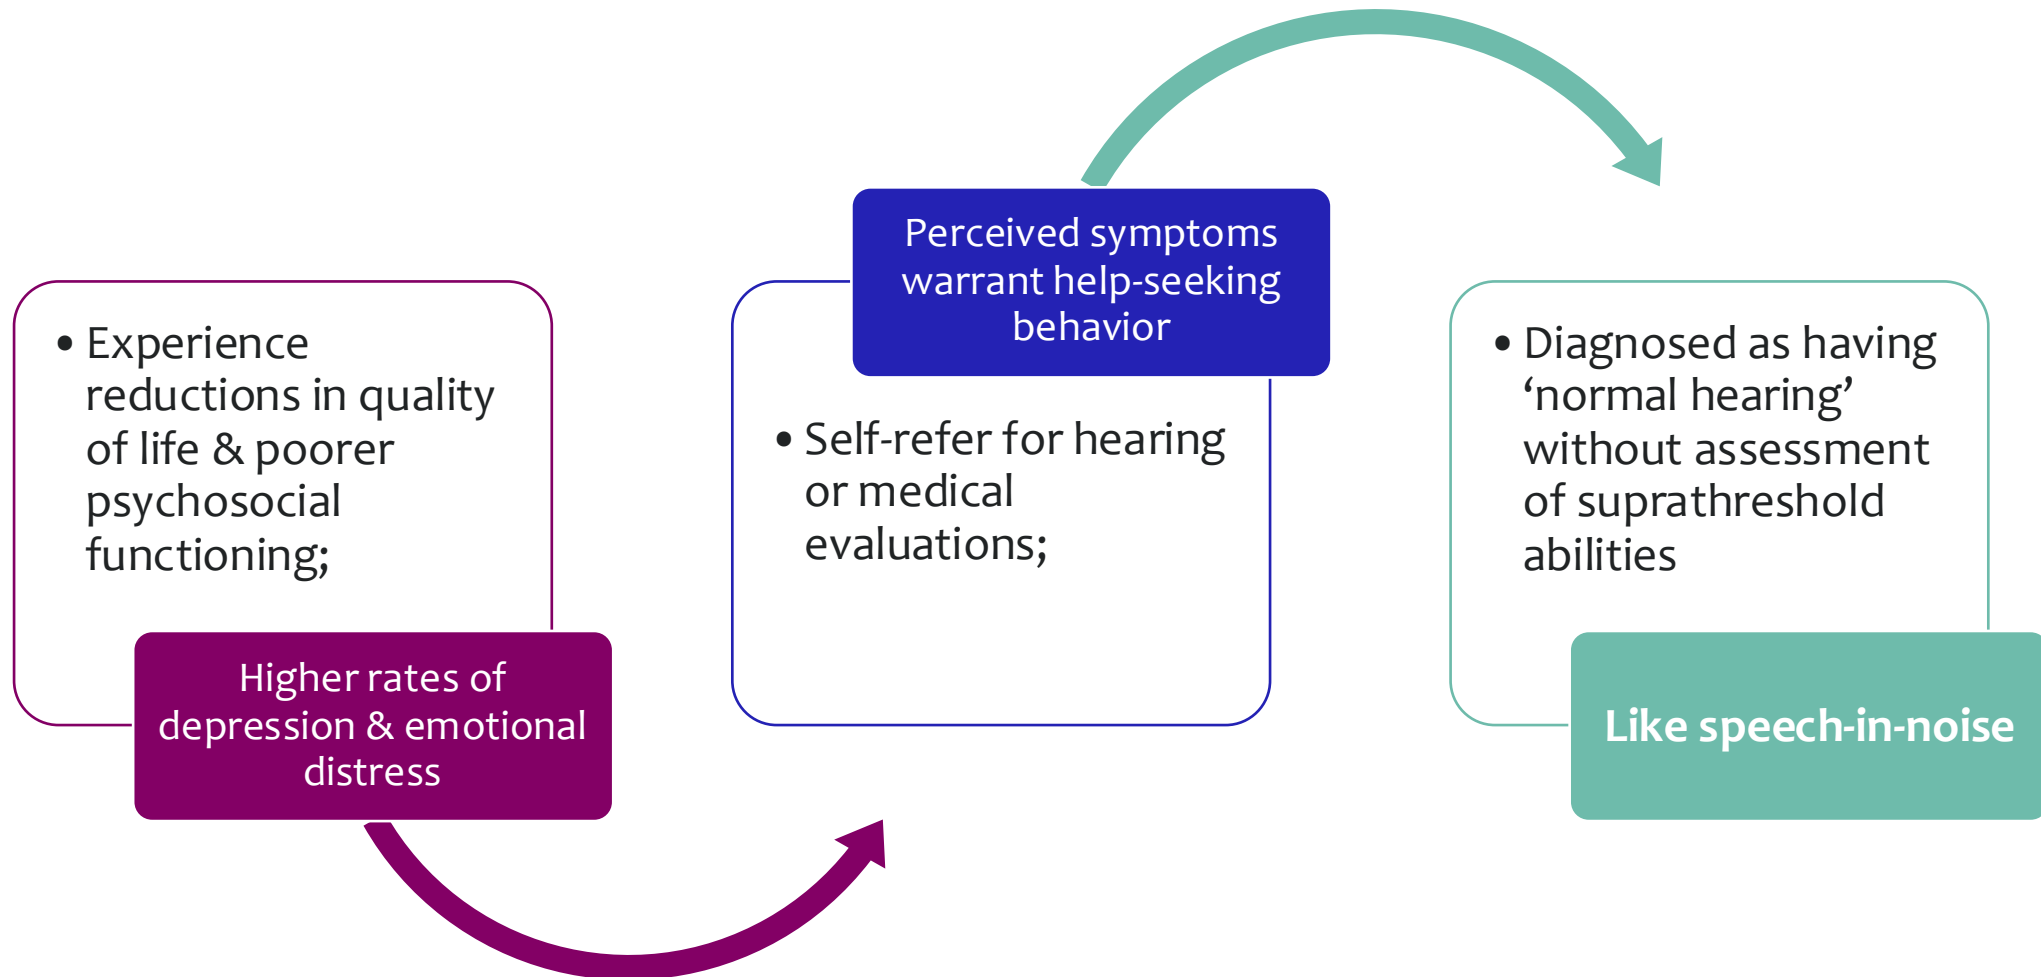 • Experience
reductions in quality
of life & poorer
psychosocial
functioning;
Higher rates of
depression & emotional
distress
Perceived symptoms
warrant help-seeking
behavior
• Self-refer for hearing
or medical
evaluations;
• Diagnosed as having
‘normal hearing’
without assessment
of suprathreshold
abilities
Like speech-in-noise